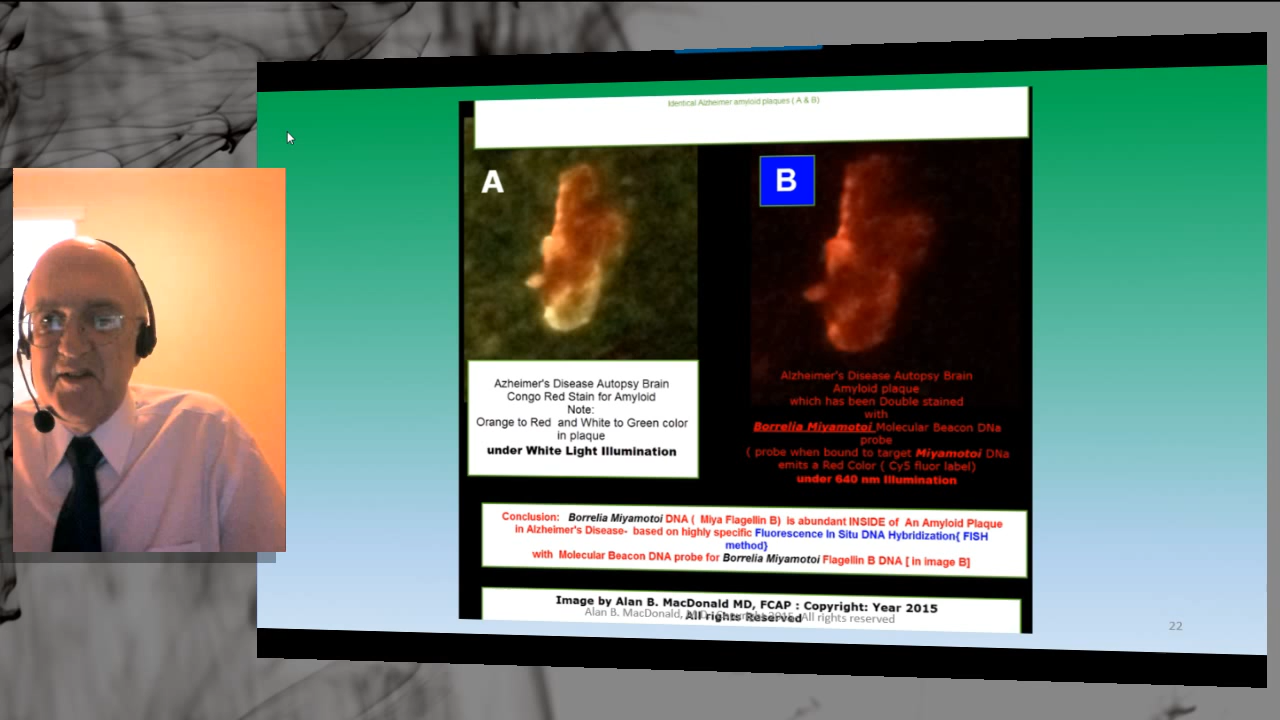 Identical Alzheimer amyloid plaques ( A & B)
A
B
Azheimer's Disease Autopsy Brain
Congo Red Stain for Amyloid
Note:
Orange to Red and White to Green color
in plaque
under White Light Illumination
Alzheimer's Disease Autopsy Brain
Amyloid plaque
which has been Double stained
with
Borrelia Miyamotoi Molecular Beacon DNa
probe
( probe when bound to target Miyamotoi DNa
emits a Red Color ( Cy5 fluor label)
under 640 nm Illumination
Conclusion: Borrelia Miyamotoi DNA ( Miya Flagellin B) is abundant INSIDE of An Amyloid Plaque
in Alzheimer's Disease- based on highly specific Fluorescence In Situ DNA Hybridization{ FISH
method}
with Molecular Beacon DNA probe for Borrelia Miyamotoi Flagellin B DNA [ in image B]
Image by Alan B. MacDonald MD, FCAP : Copyright: Year 2015
All rights Reserved
Alan B. MacDonald, All rights reserved
22